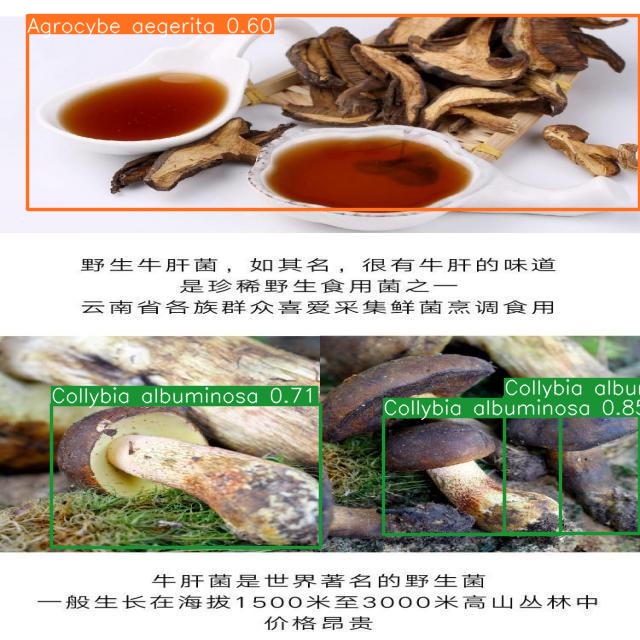 Agrocybe aegerita 0.60
野生牛肝菌，如其名，很有牛肝的味道
是珍稀野生食用菌之一
云南省各族群众喜爱采集鲜菌烹调食用
Collybia albuminosa 0.71
Collybia albu
Collybia albuminosa 0.85
牛肝菌是世界著名的野生菌
一般生长在海拔1500米至3000米高山丛林中
价格昂贵